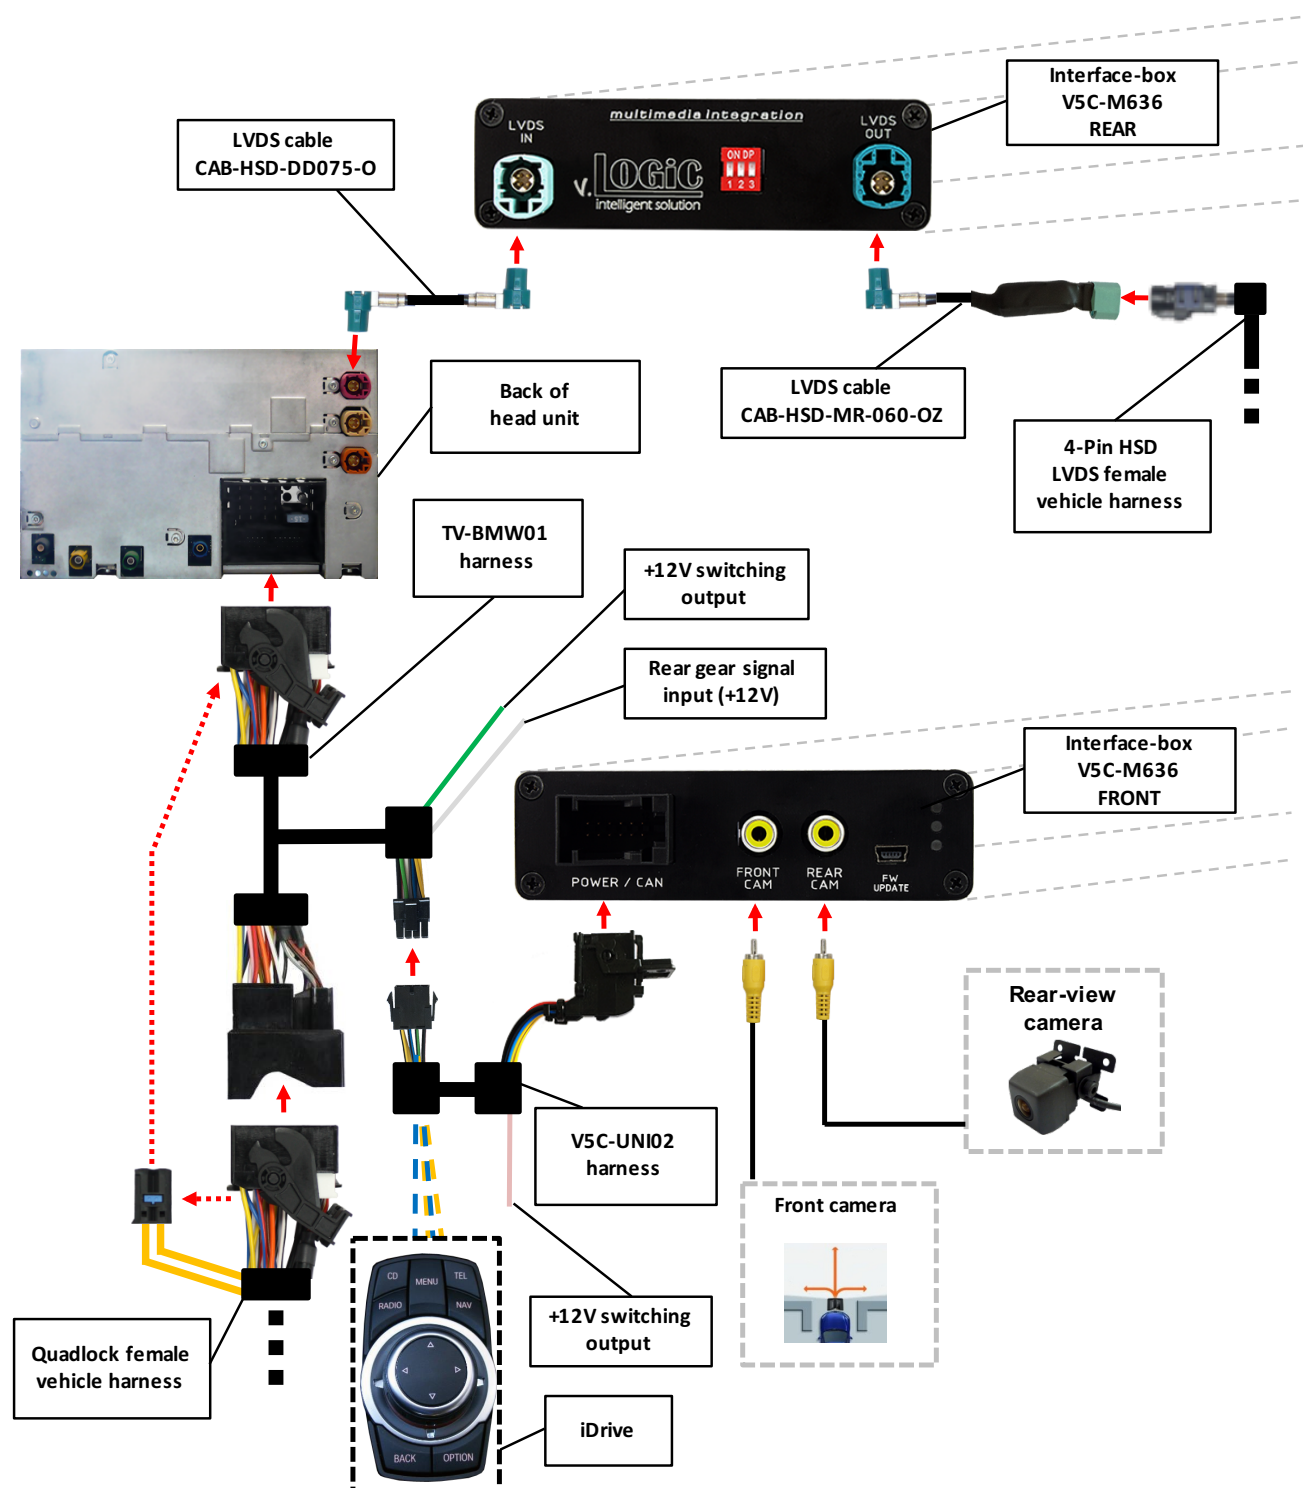 Interface-box
V5C-M636
REAR
multimedia integration
LVDS
IN
LVDS
OUT
ON DP
1 2 3
v.LOGiC
intelligent solution
LVDS cable
CAB-HSD-DD075-O
Back of
head unit
LVDS cable
CAB-HSD-MR-060-OZ
4-Pin HSD
LVDS female
vehicle harness
TV-BMW01
harness
+12V switching
output
Rear gear signal
input (+12V)
Interface-box
V5C-M636
FRONT
POWER / CAN
FRONT
CAM
REAR
CAM
FW
UPDATE
Rear-view
camera
V5C-UNI02
harness
Front camera
CD
MENU
TEL
RADIO
NAV
BACK
OPTION
+12V switching
output
Quadlock female
vehicle harness
iDrive